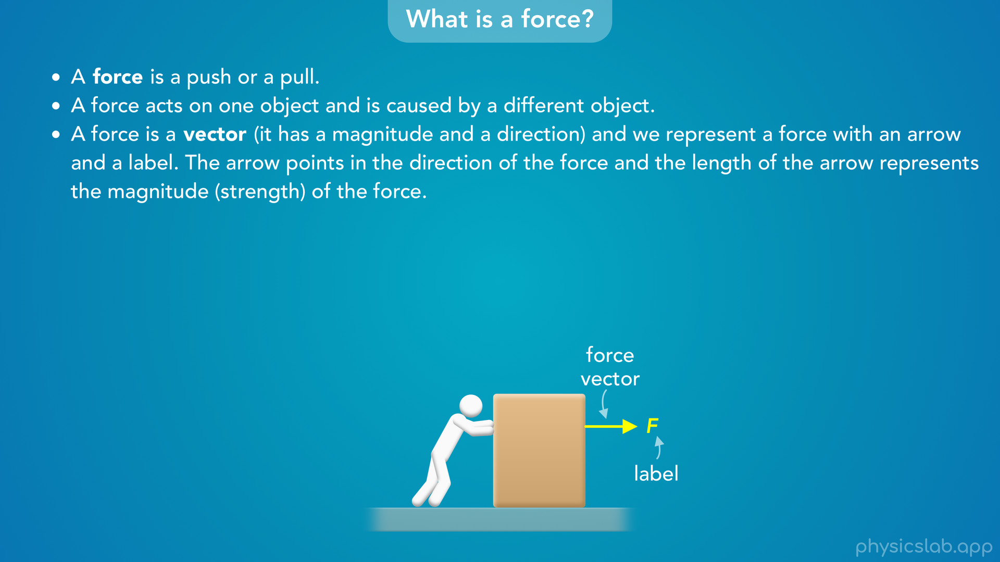 What is a force?
• A force is a push or a pull.
• A force acts on one object and is caused by a different object.
• A force is a vector (it has a magnitude and a direction) and we represent a force with an arrow
and a label. The arrow points in the direction of the force and the length of the arrow represents
the magnitude (strength) of the force.
force
vector
F
label
physicslab.app